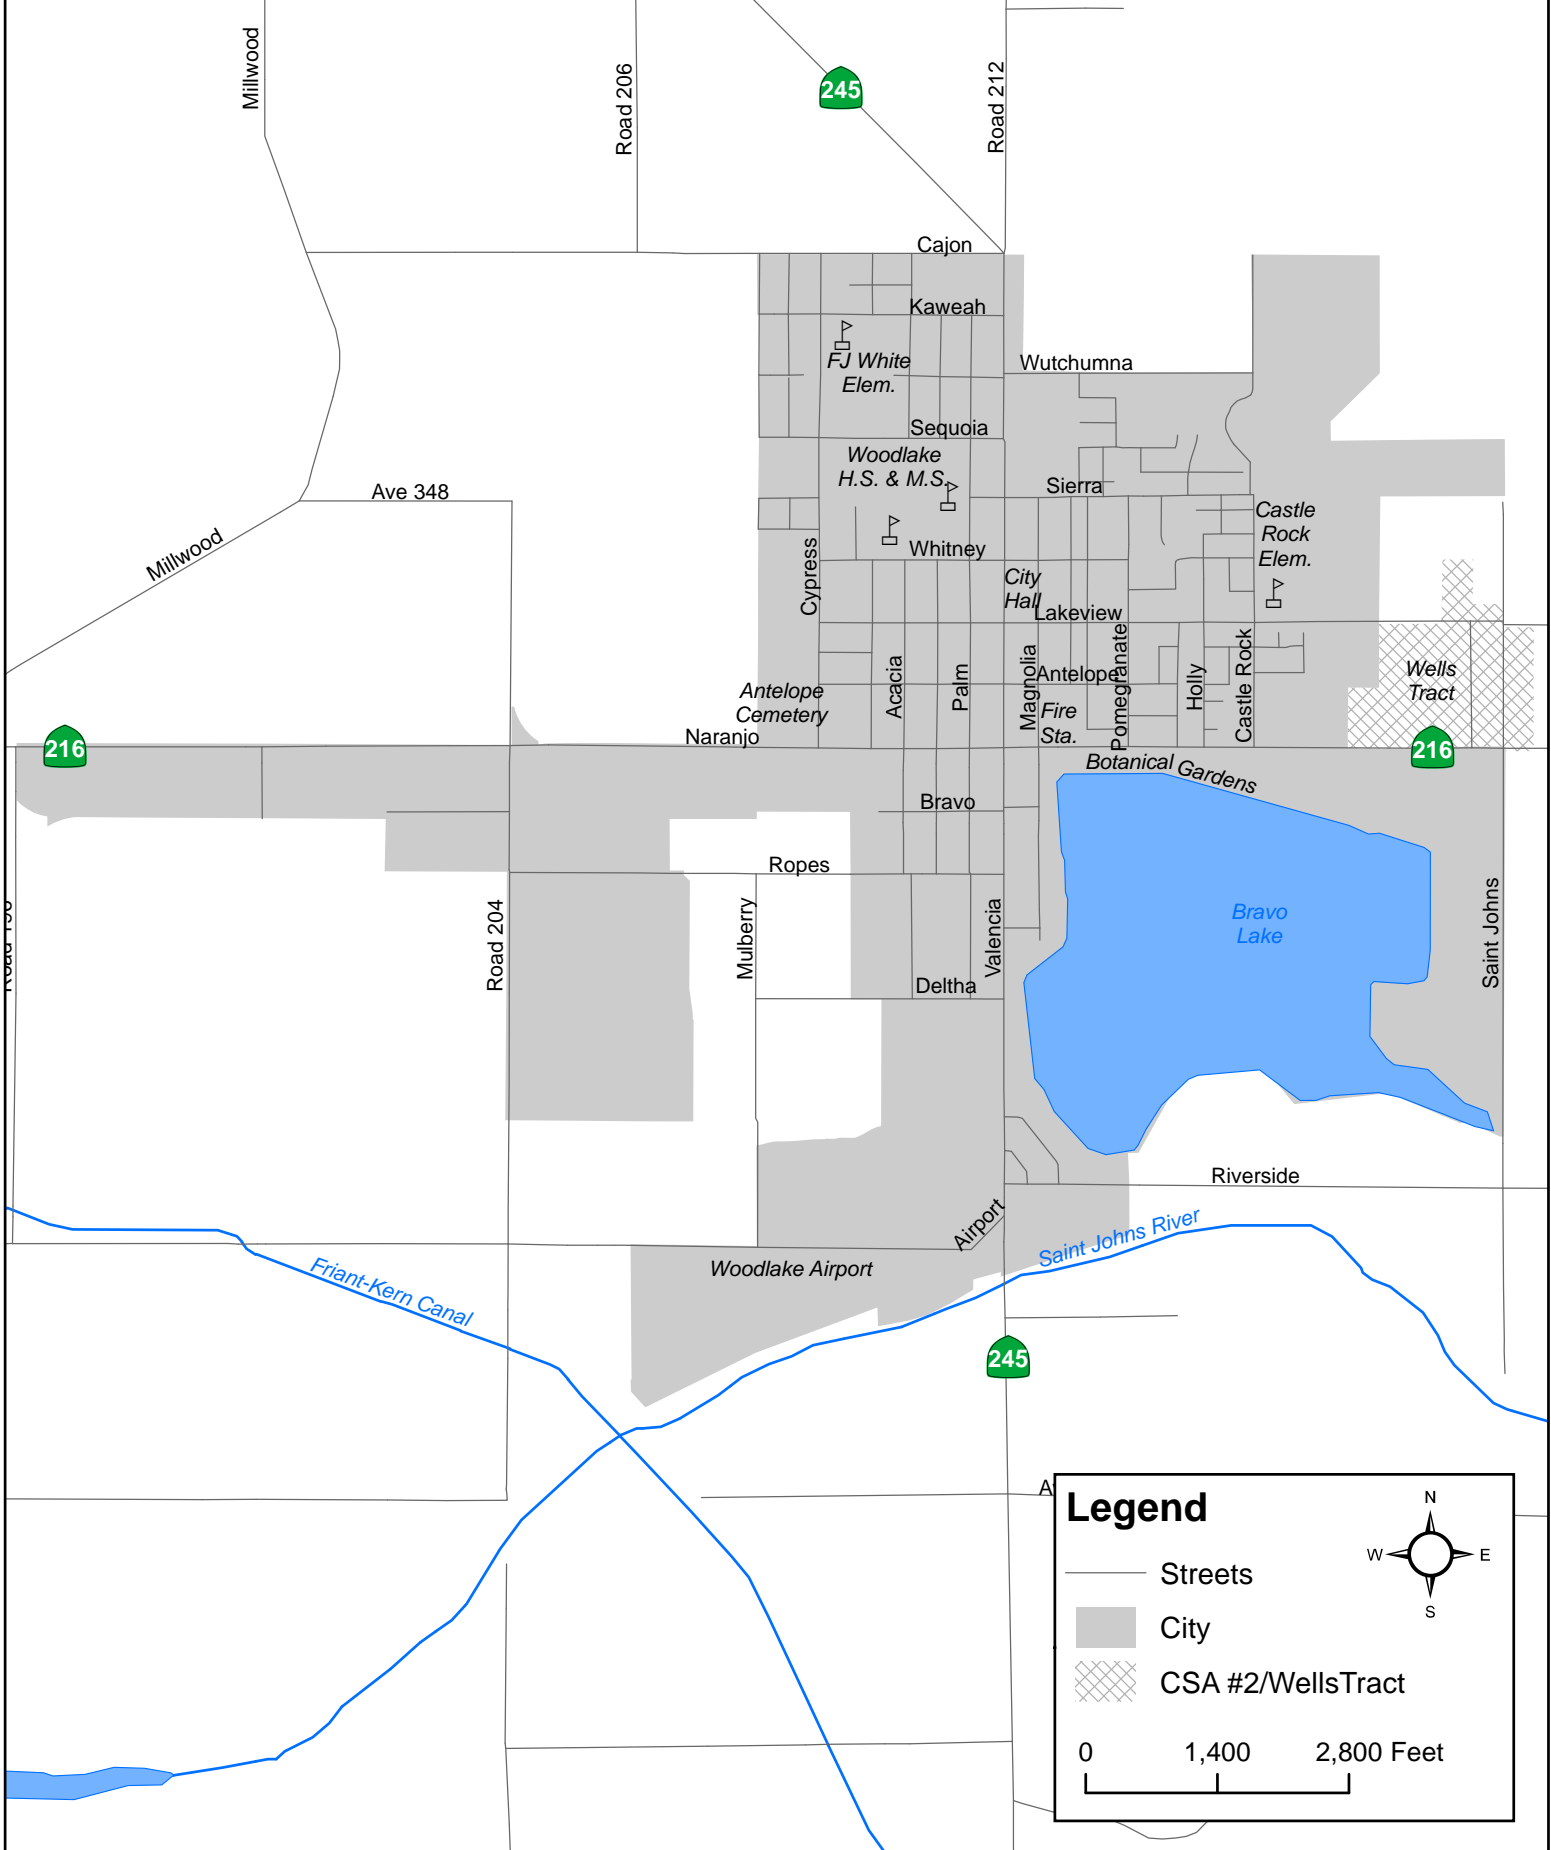 Millwood
Road 206
245
Road 212
Cajon
Kaweah
FJ White
Elem.
Wutchumna
Sequoia
Woodlake
H.S. & M.S.
Sierra
Ave 348
Castle
Rock
Elem.
Millwood
Cypress
Whitney
City
Hall
Lakeview
Acacia
Palm
Magnolia
Antelope
Pomegranate
Holly
Castle Rock
Wells
Tract
Antelope
Cemetery
Fire
Sta.
216
Naranjo
216
Botanical Gardens
Bravo
Ropes
Road 204
Mulberry
Valencia
Bravo
Lake
Saint Johns
Deltha
Riverside
Airport
Saint Johns River
Woodlake Airport
Friant-Kern Canal
245
Legend
N
W
E
S
Streets
City
CSA #2/WellsTract
0
1,400
2,800 Feet